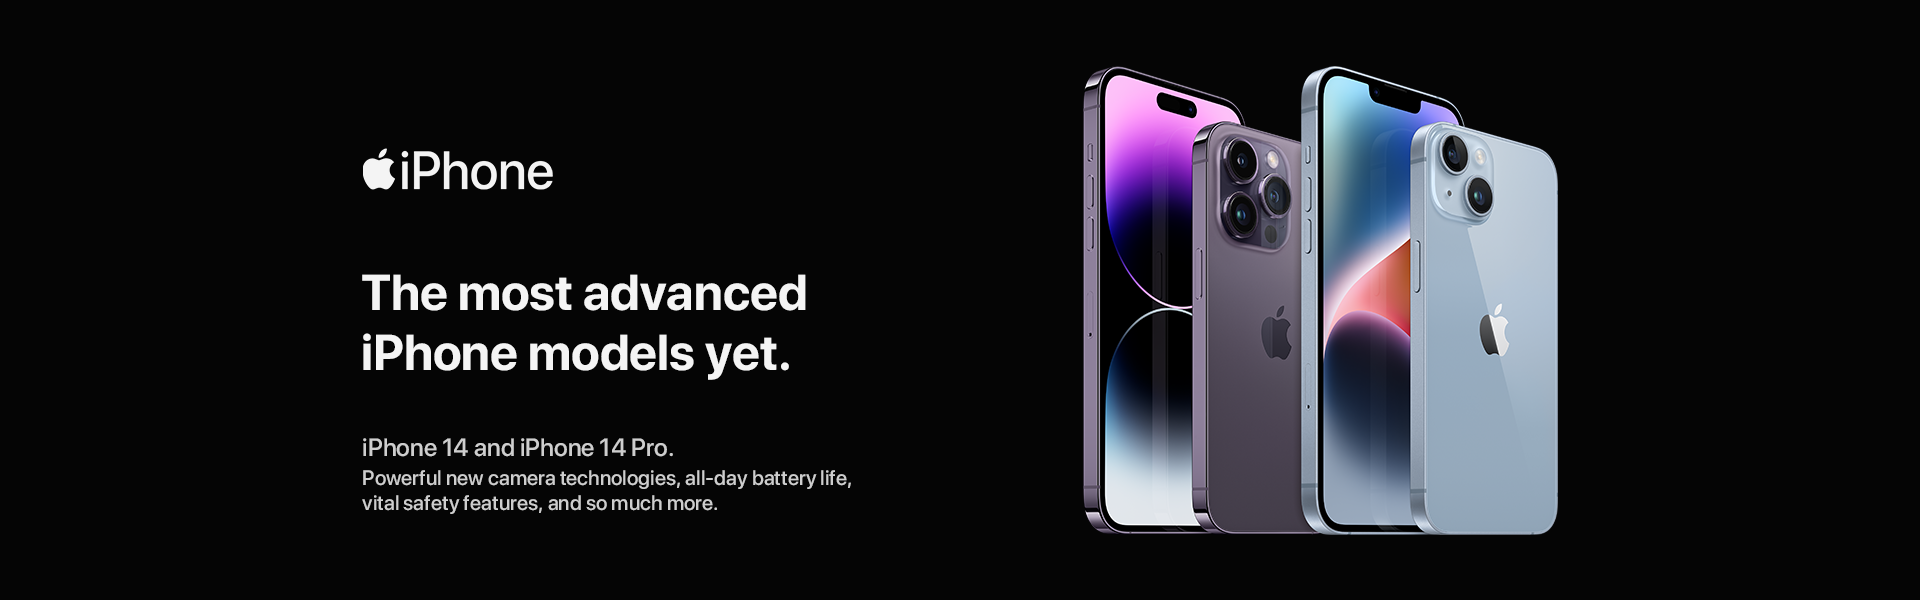 iPhone
The most advanced
iPhone models yet.
iPhone 14 and iPhone 14 Pro.
Powerful new camera technologies, all-day battery life,
vital safety features, and so much more.